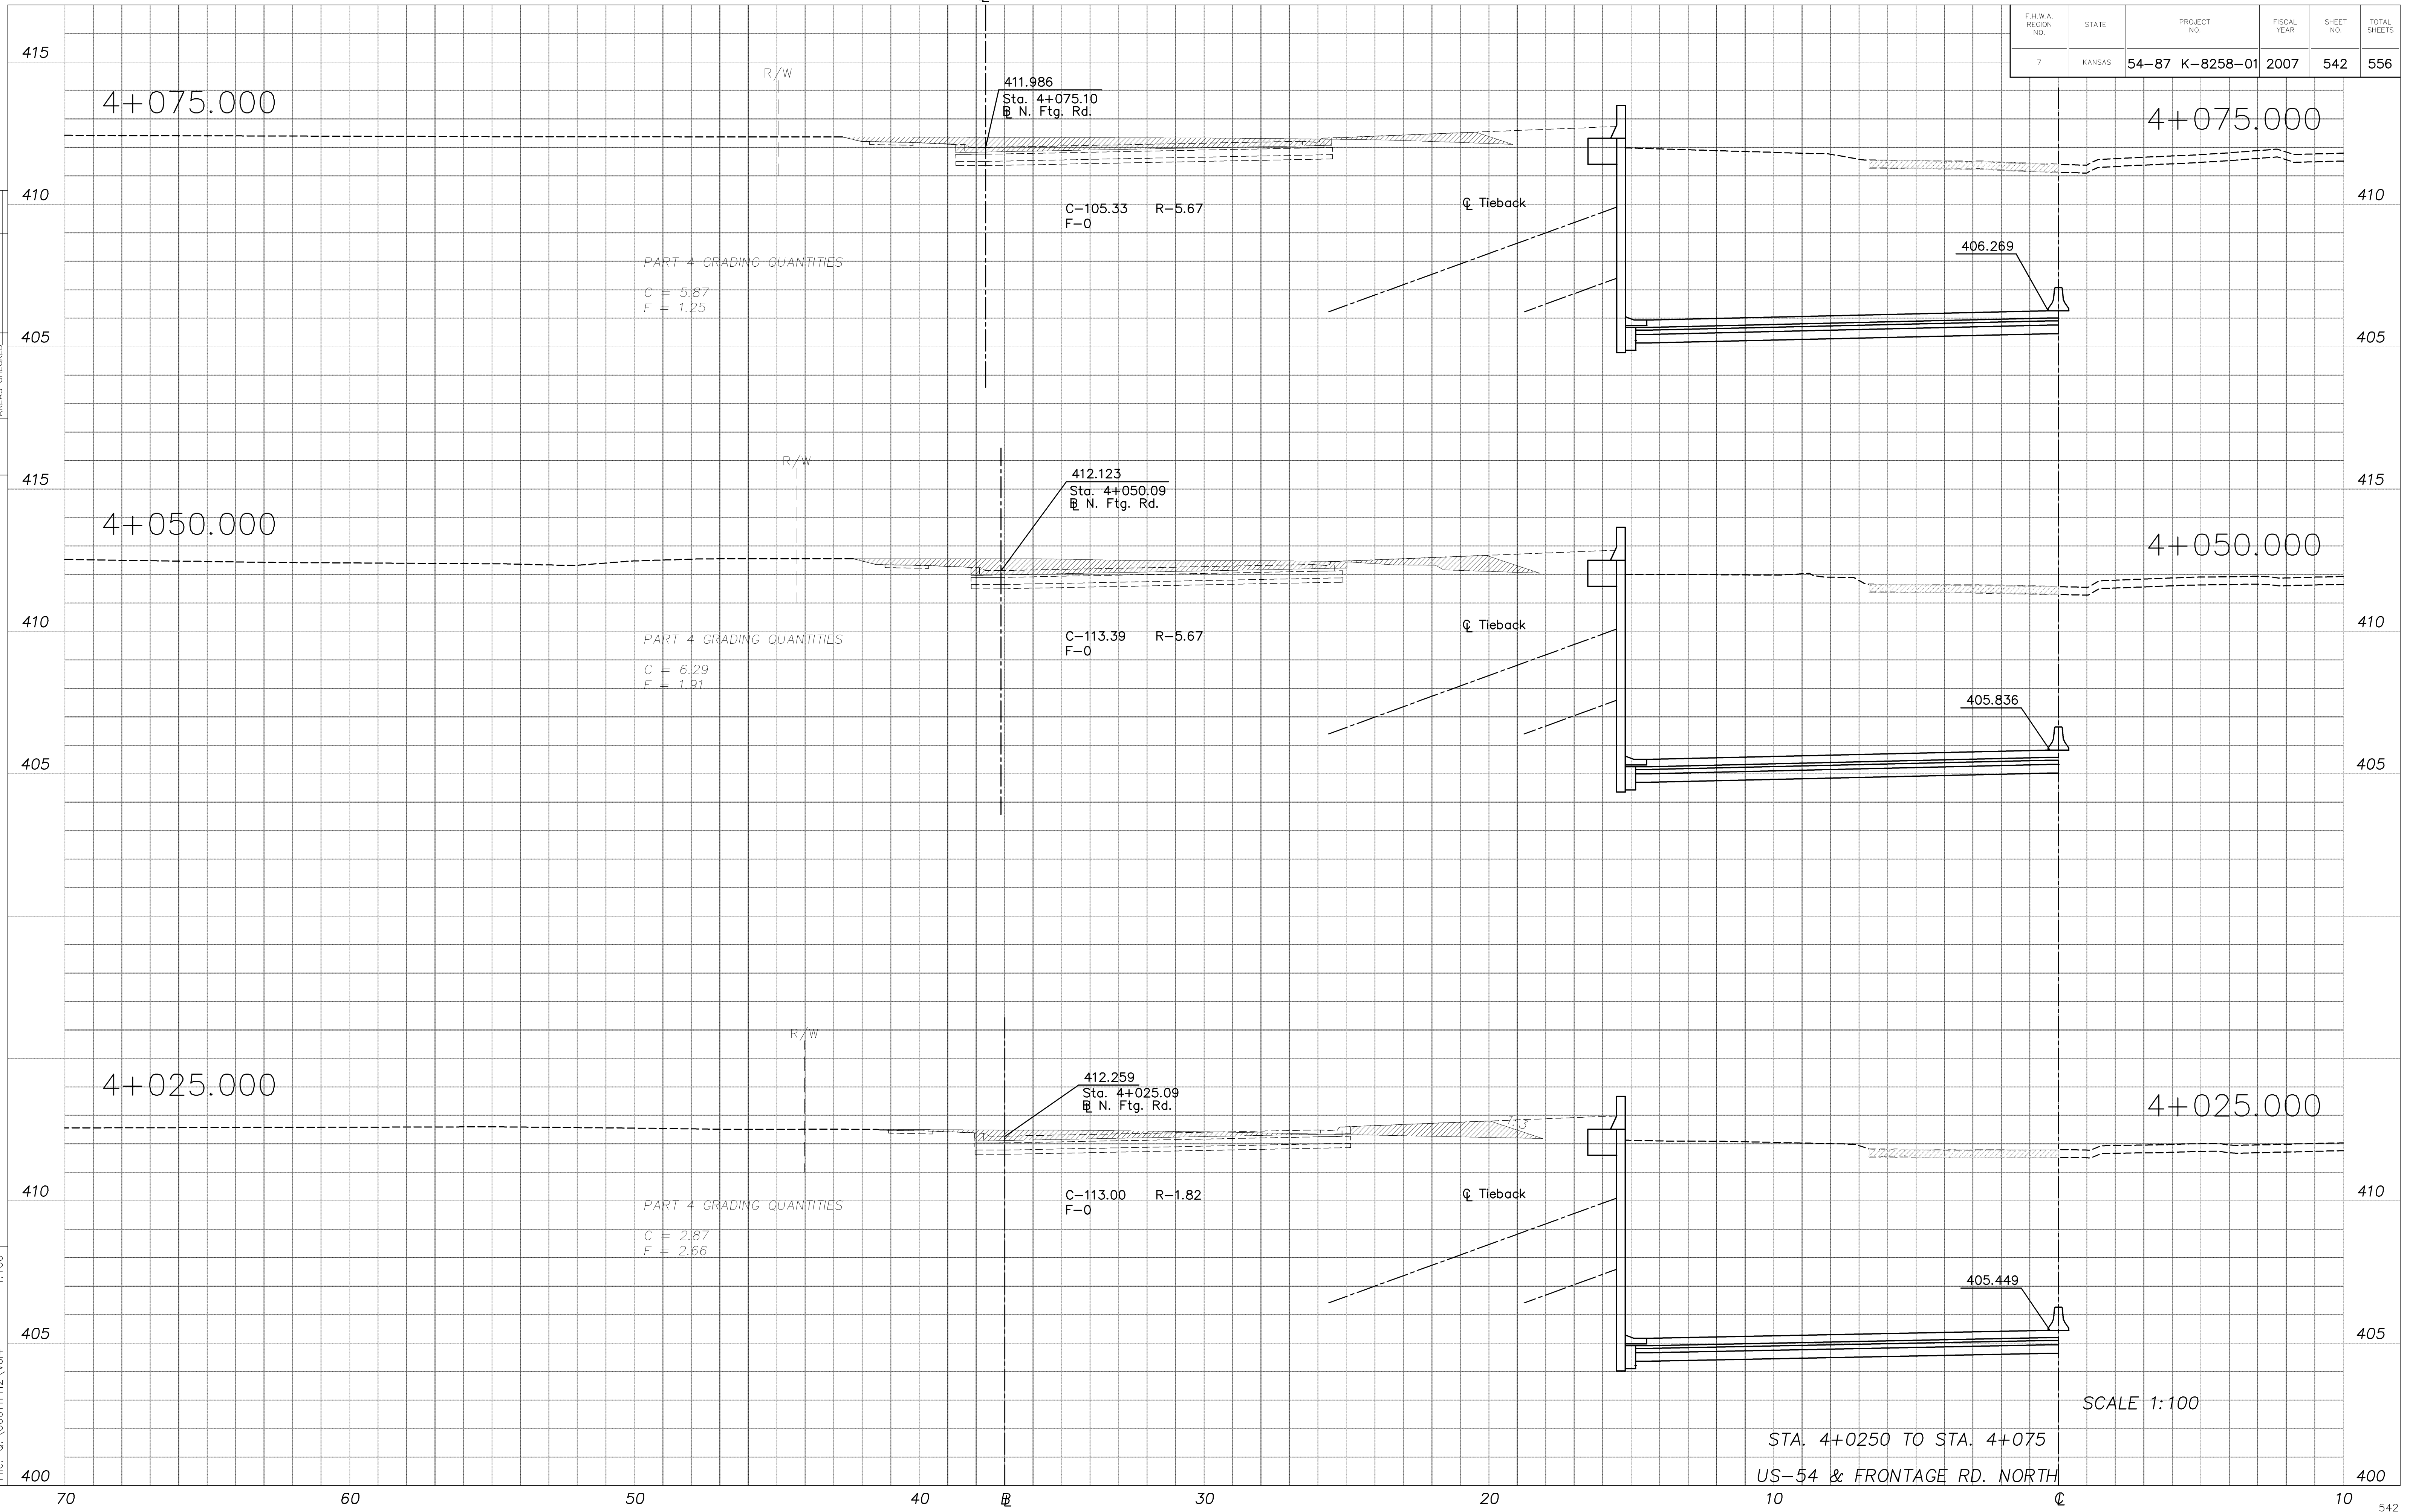 F.H.W.A. REGION NO. STATE PROJECT NO. FISCAL YEAR SHEET NO. TOTAL SHEETS
7 KANSAS 54-87 K-8258-01 2007 542 556
415
R/W
411.986
4+075.000
Sta. 4+075.10
℄ N. Ftg. Rd.
4+075.000
410
C-105.33 R-5.67
F-0
℄ Tieback
410
406.269
PART 4 GRADING QUANTITIES
C = 5.87
F = 1.25
405
405
R/W
415
412.123
415
Sta. 4+050.09
℄ N. Ftg. Rd.
4+050.000
4+050.000
410
PART 4 GRADING QUANTITIES
C-113.39 R-5.67
F-0
℄ Tieback
410
C = 6.29
F = 1.91
405.836
405
405
R/W
412.259
4+025.000
Sta. 4+025.09
℄ N. Ftg. Rd.
4+025.000
410
C-113.00 R-1.82
F-0
℄ Tieback
410
PART 4 GRADING QUANTITIES
C = 2.87
F = 2.66
405.449
405
405
SCALE 1:100
STA. 4+0250 TO STA. 4+075
US-54 & FRONTAGE RD. NORTH
400
400
70 60 50 40 ℄ 30 20 10 ℄ 10
542